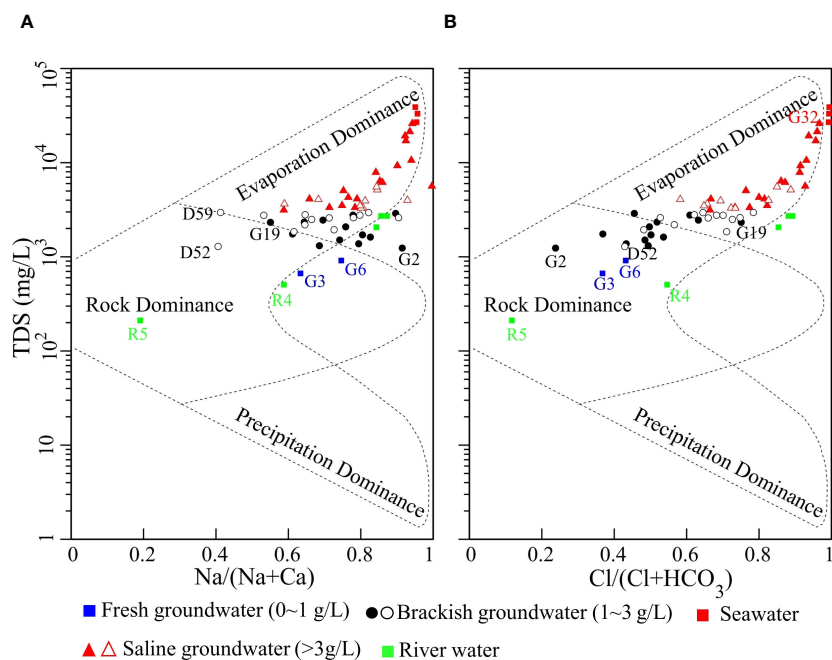 A
B
10^5
10^4
10^3
10^2
10
1
TDS (mg/L)
Evaporation Dominance
D59
G19
D52
G2
G6
G3
Rock Dominance
R4
R5
Precipitation Dominance
0
0.2
0.4
0.6
0.8
1
Na/(Na+Ca)
Evaporation Dominance
G32
G19
D52
G2
G6
G3
Rock Dominance
R4
R5
Precipitation Dominance
0
0.2
0.4
0.6
0.8
1
Cl/(Cl+HCO₃)
Fresh groundwater (0~1 g/L)
Brackish groundwater (1~3 g/L)
Seawater
Saline groundwater (>3g/L)
River water